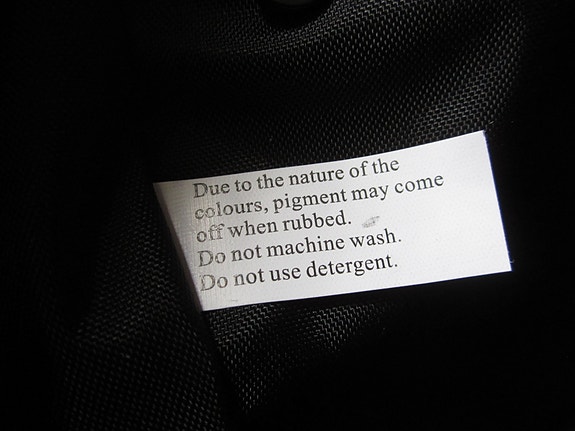 Due to the nature of the
colours, pigment may come
off when rubbed.
Do not machine wash.
Do not use detergent.